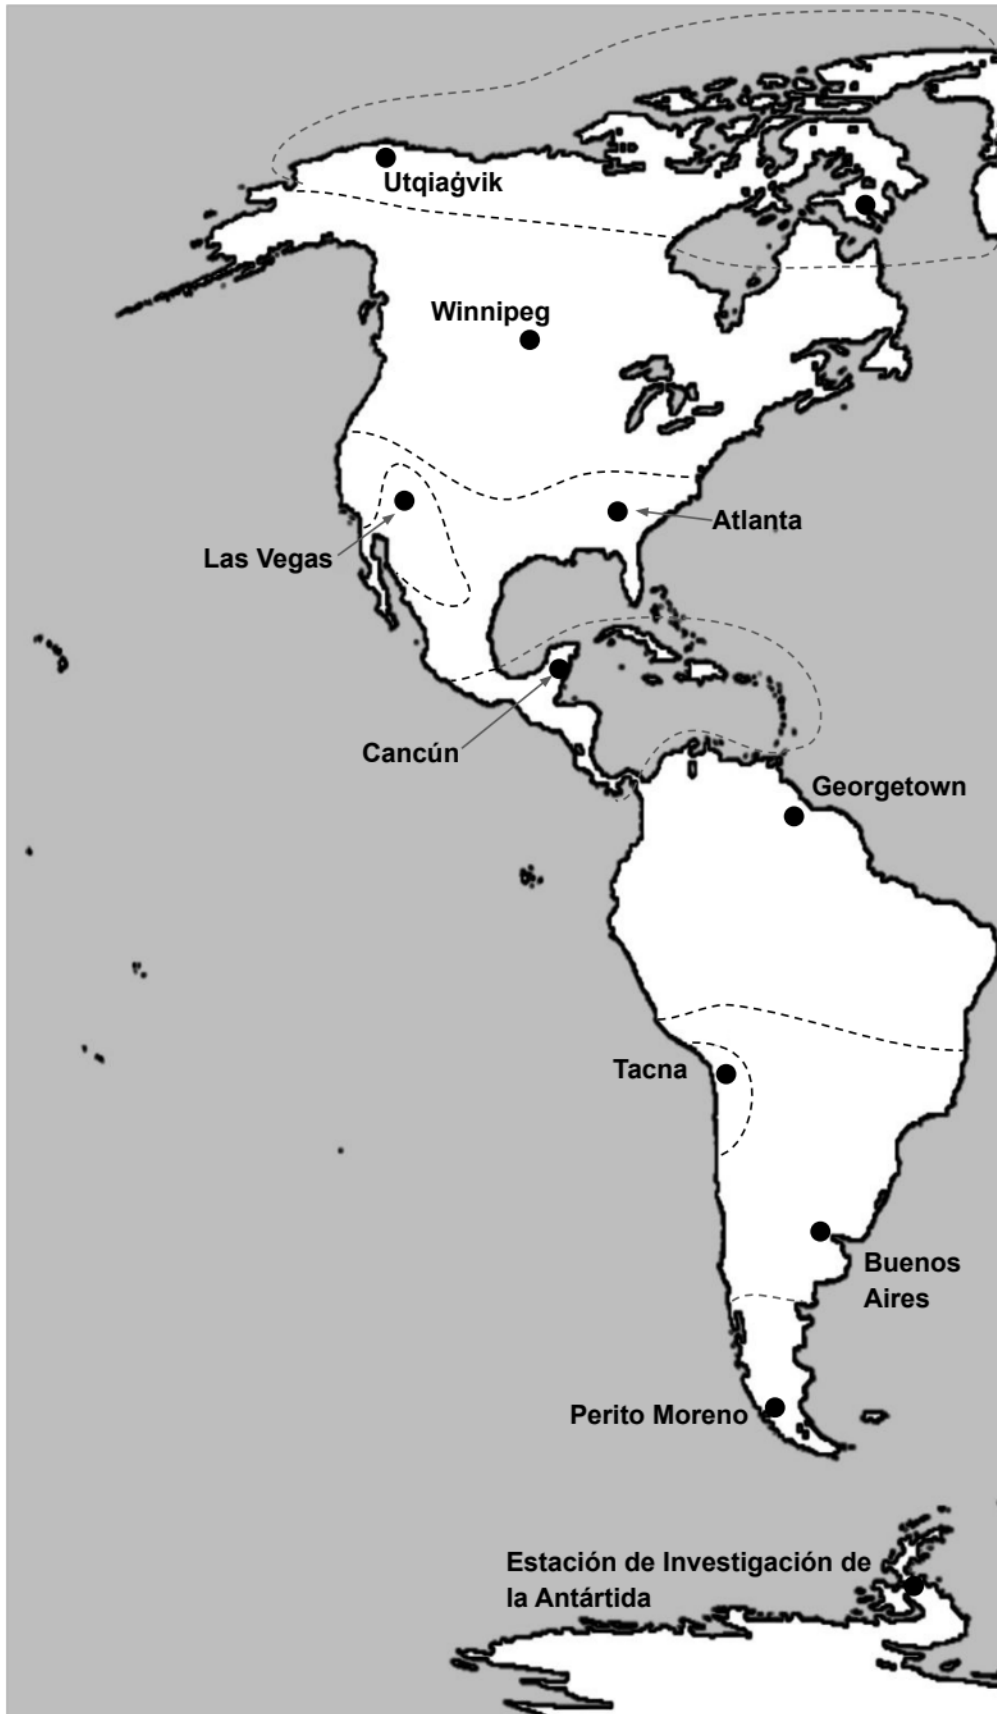 Utqiaġvik
Winnipeg
Atlanta
Las Vegas
Cancún
Georgetown
Tacna
Buenos
Aires
Perito Moreno
Estación de Investigación de
la Antártida